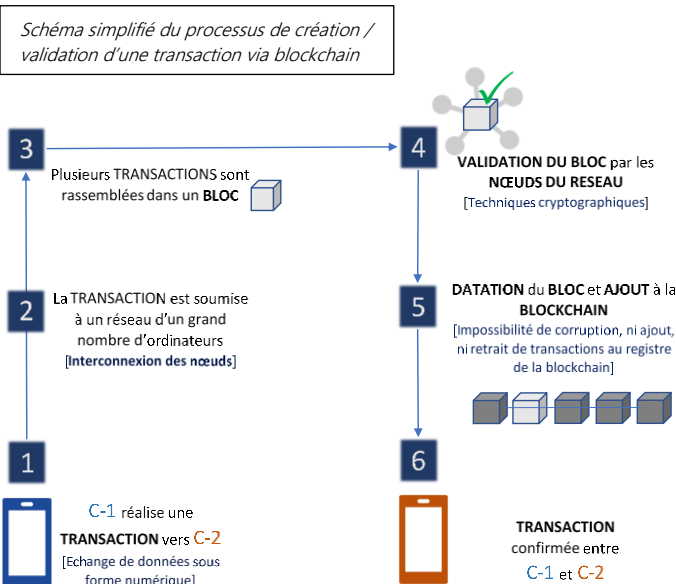 Schéma simplifié du processus de création /
validation d'une transaction via blockchain
3
Plusieurs TRANSACTIONS sont
rassemblées dans un BLOC
4
VALIDATION DU BLOC par les
NŒUDS DU RESEAU
[Techniques cryptographiques]
2
La TRANSACTION est soumise
à un réseau d'un grand
nombre d'ordinateurs
[Interconnexion des nœuds]
5
DATATION du BLOC et AJOUT à la
BLOCKCHAIN
[Impossibilité de corruption, ni ajout,
ni retrait de transactions au registre
de la blockchain]
1
C-1 réalise une
TRANSACTION vers C-2
[Echange de données sous
forme numérique]
6
TRANSACTION
confirmée entre
C-1 et C-2